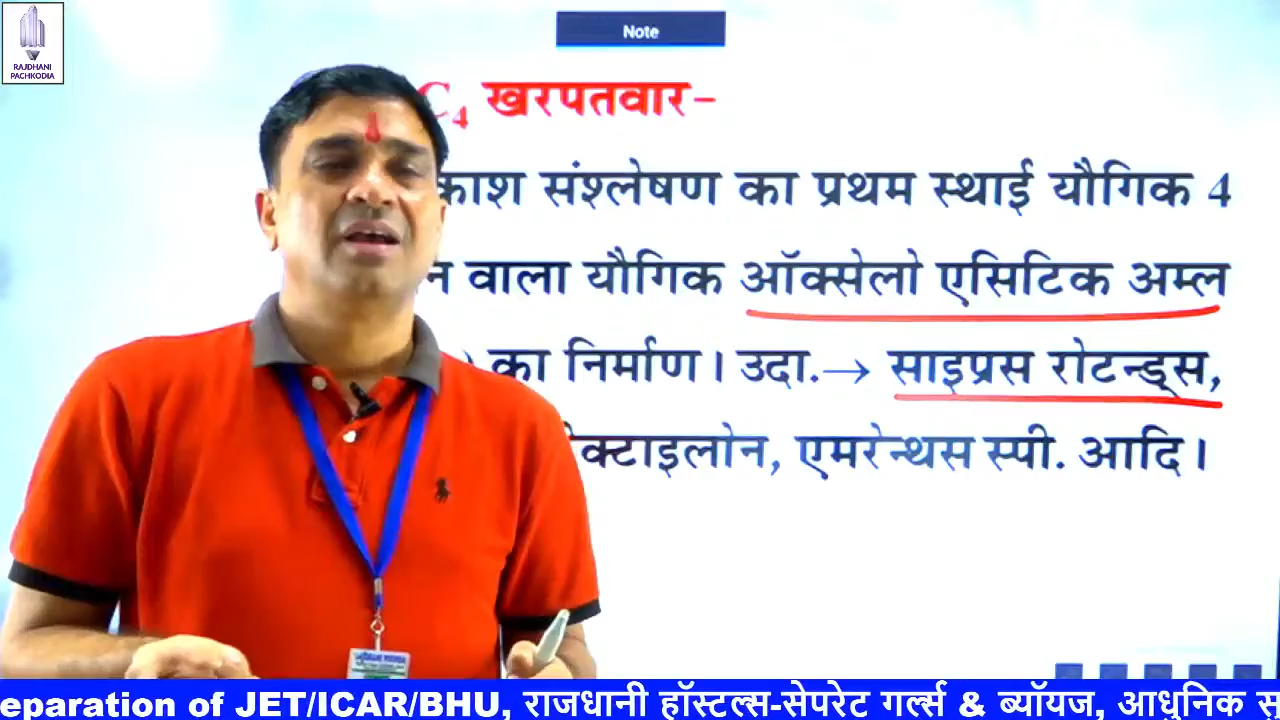 Note
RAJDHANI
PACHKODIA
C₄ खरपतवार-
काश संश्लेषण का प्रथम स्थाई यौगिक 4
न वाला यौगिक ऑक्सेलो एसिटिक अम्ल
) का निर्माण। उदा.→ साइप्रस रोटन्ड्स,
क्टाइलोन, एमरेन्थस स्पी. आदि।
eparation of JET/ICAR/BHU, राजधानी हॉस्टल्स-सेपरेट गर्ल्स & ब्यॉयज, आधुनिक सु